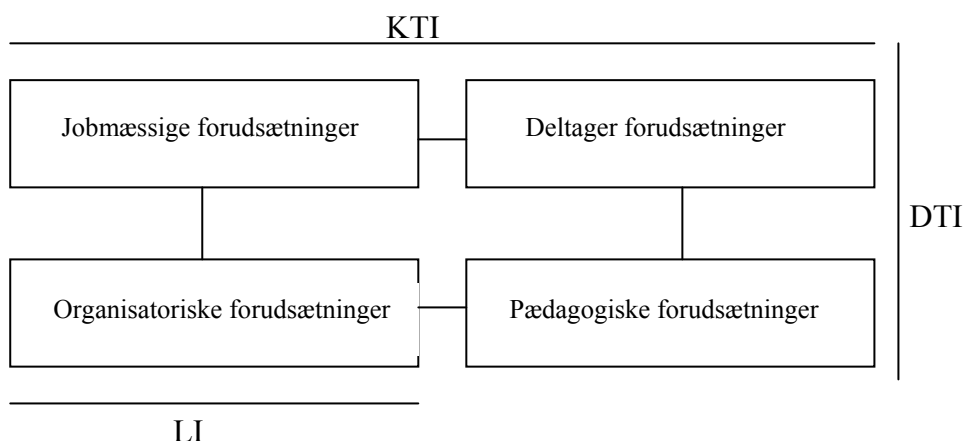 KTI
Jobmæssige forudsætninger
Deltager forudsætninger
DTI
Organisatoriske forudsætninger
Pædagogiske forudsætninger
LI